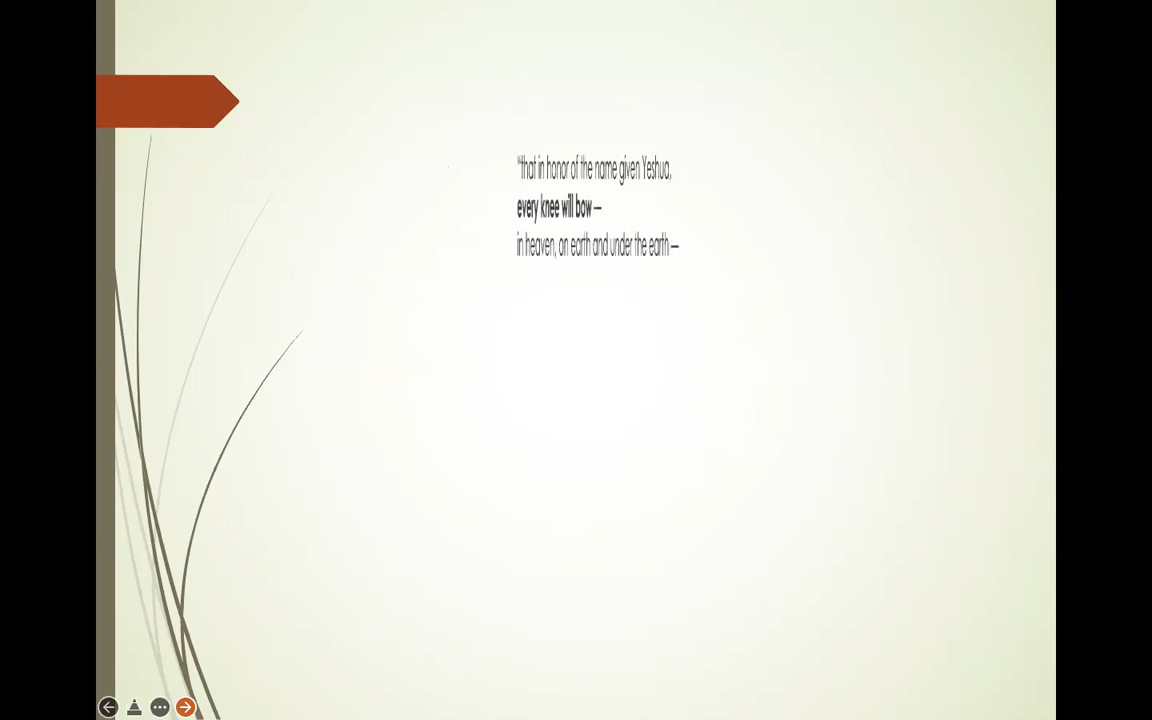 "that in honor of the name given Yeshua,
every knee will bow —
in heaven, on earth and under the earth —